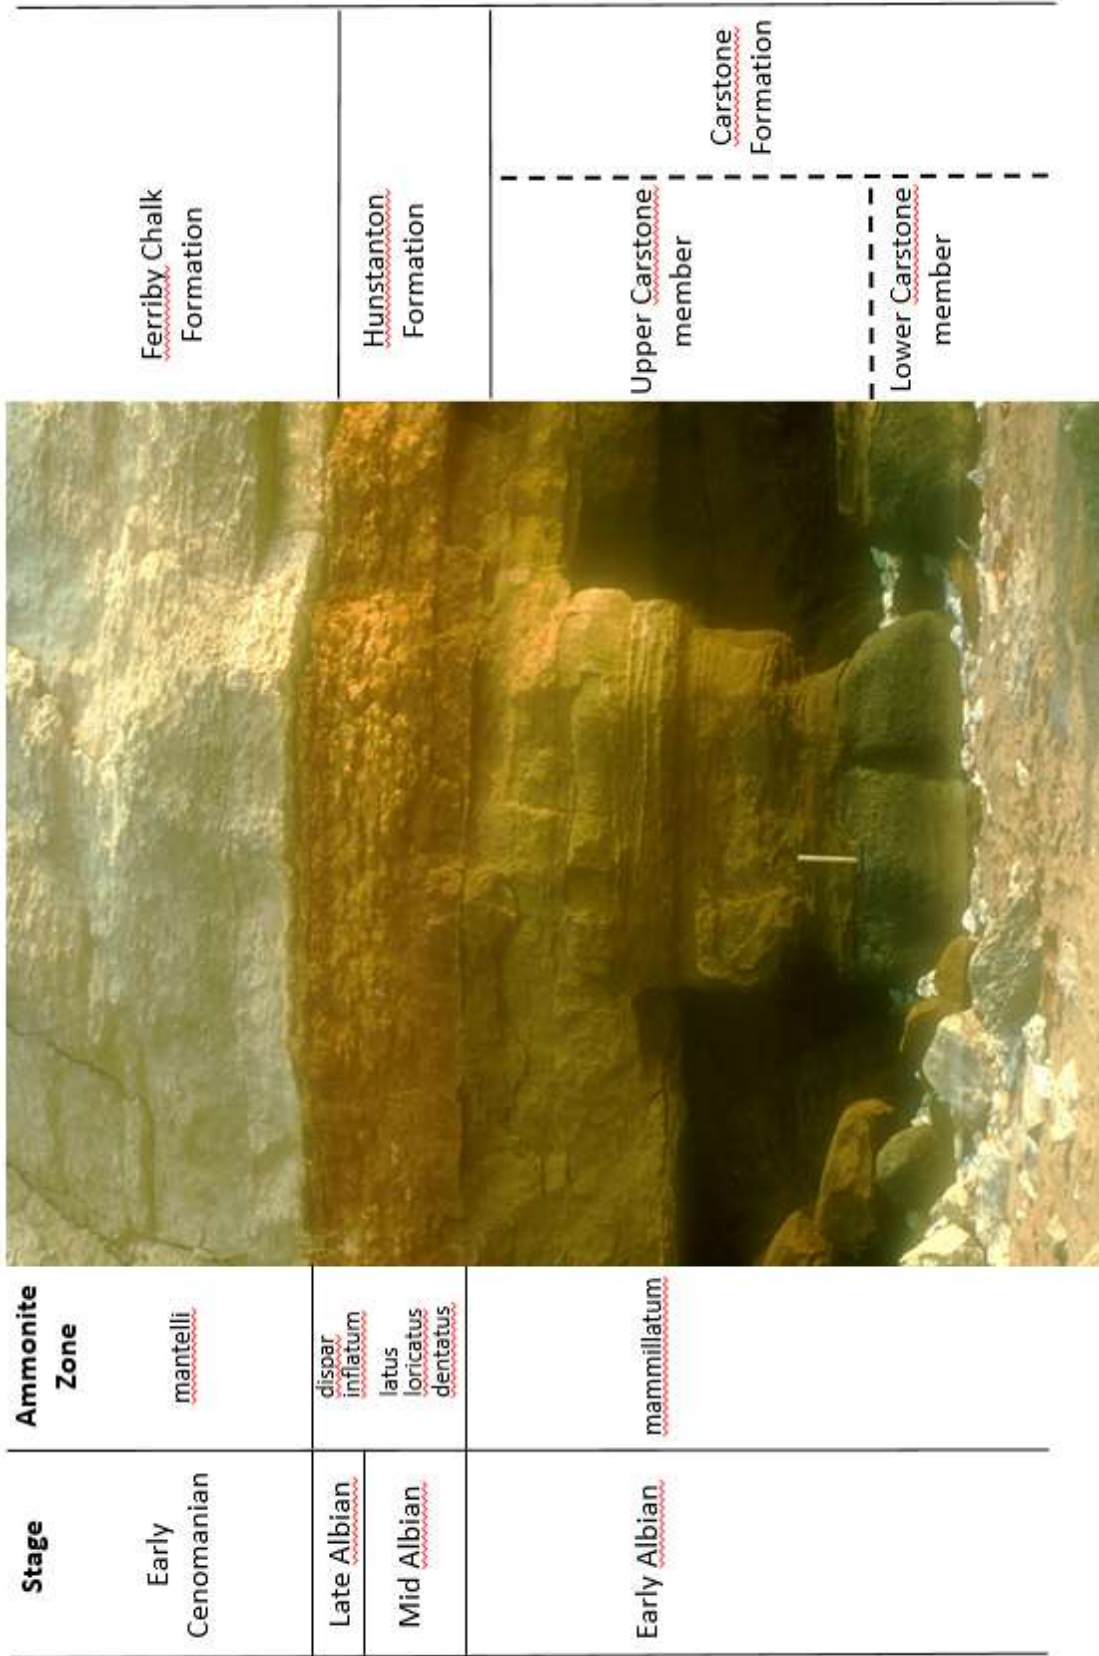 Stage
Ammonite
Zone
Early
Cenomanian
mantelli
Ferriby Chalk
Formation
Late Albian
dispar
inflatum
Mid Albian
latus
loricatus
dentatus
Hunstanton
Formation
Early Albian
mammillatum
Upper Carstone
member
Carstone
Formation
Lower Carstone
member